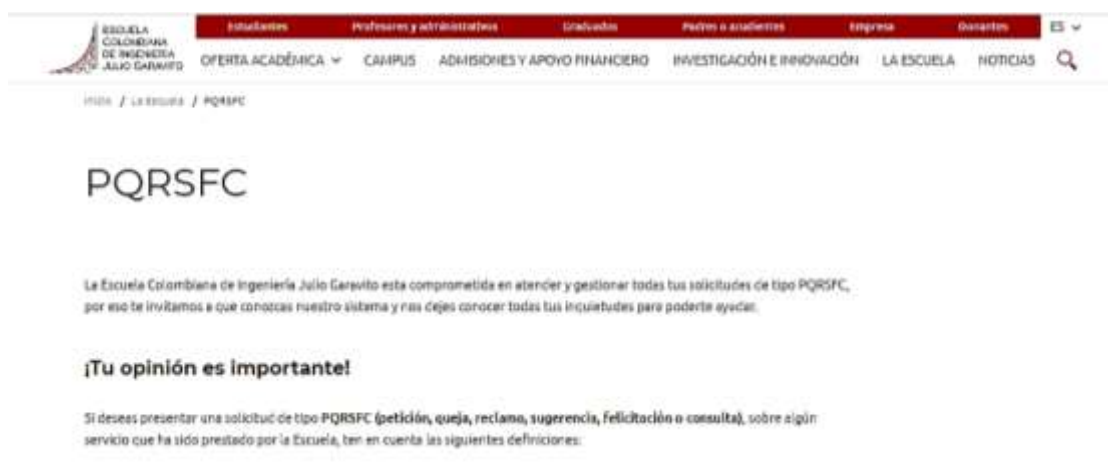 ESCUELA
COLOMBIANA
DE INGENIERÍA
JULIO GARAVITO
Estudiantes Profesores y administrativos Graduados Padres o acudientes Empresa Donantes ES
OFERTA ACADÉMICA CAMPUS ADMISIONES Y APOYO FINANCIERO INVESTIGACIÓN E INNOVACIÓN LA ESCUELA NOTICIAS
Inicio / La Escuela / PQRSFC
PQRSFC
La Escuela Colombiana de Ingeniería Julio Garavito esta comprometida en atender y gestionar todas tus solicitudes de tipo PQRSFC,
por eso te invitamos a que conozcas nuestro sistema y nos dejes conocer todas tus inquietudes para poderte ayudar.
¡Tu opinión es importante!
Si deseas presentar una solicitud de tipo PQRSFC (petición, queja, reclamo, sugerencia, felicitación o consulta), sobre algún
servicio que ha sido prestado por la Escuela, ten en cuenta las siguientes definiciones: